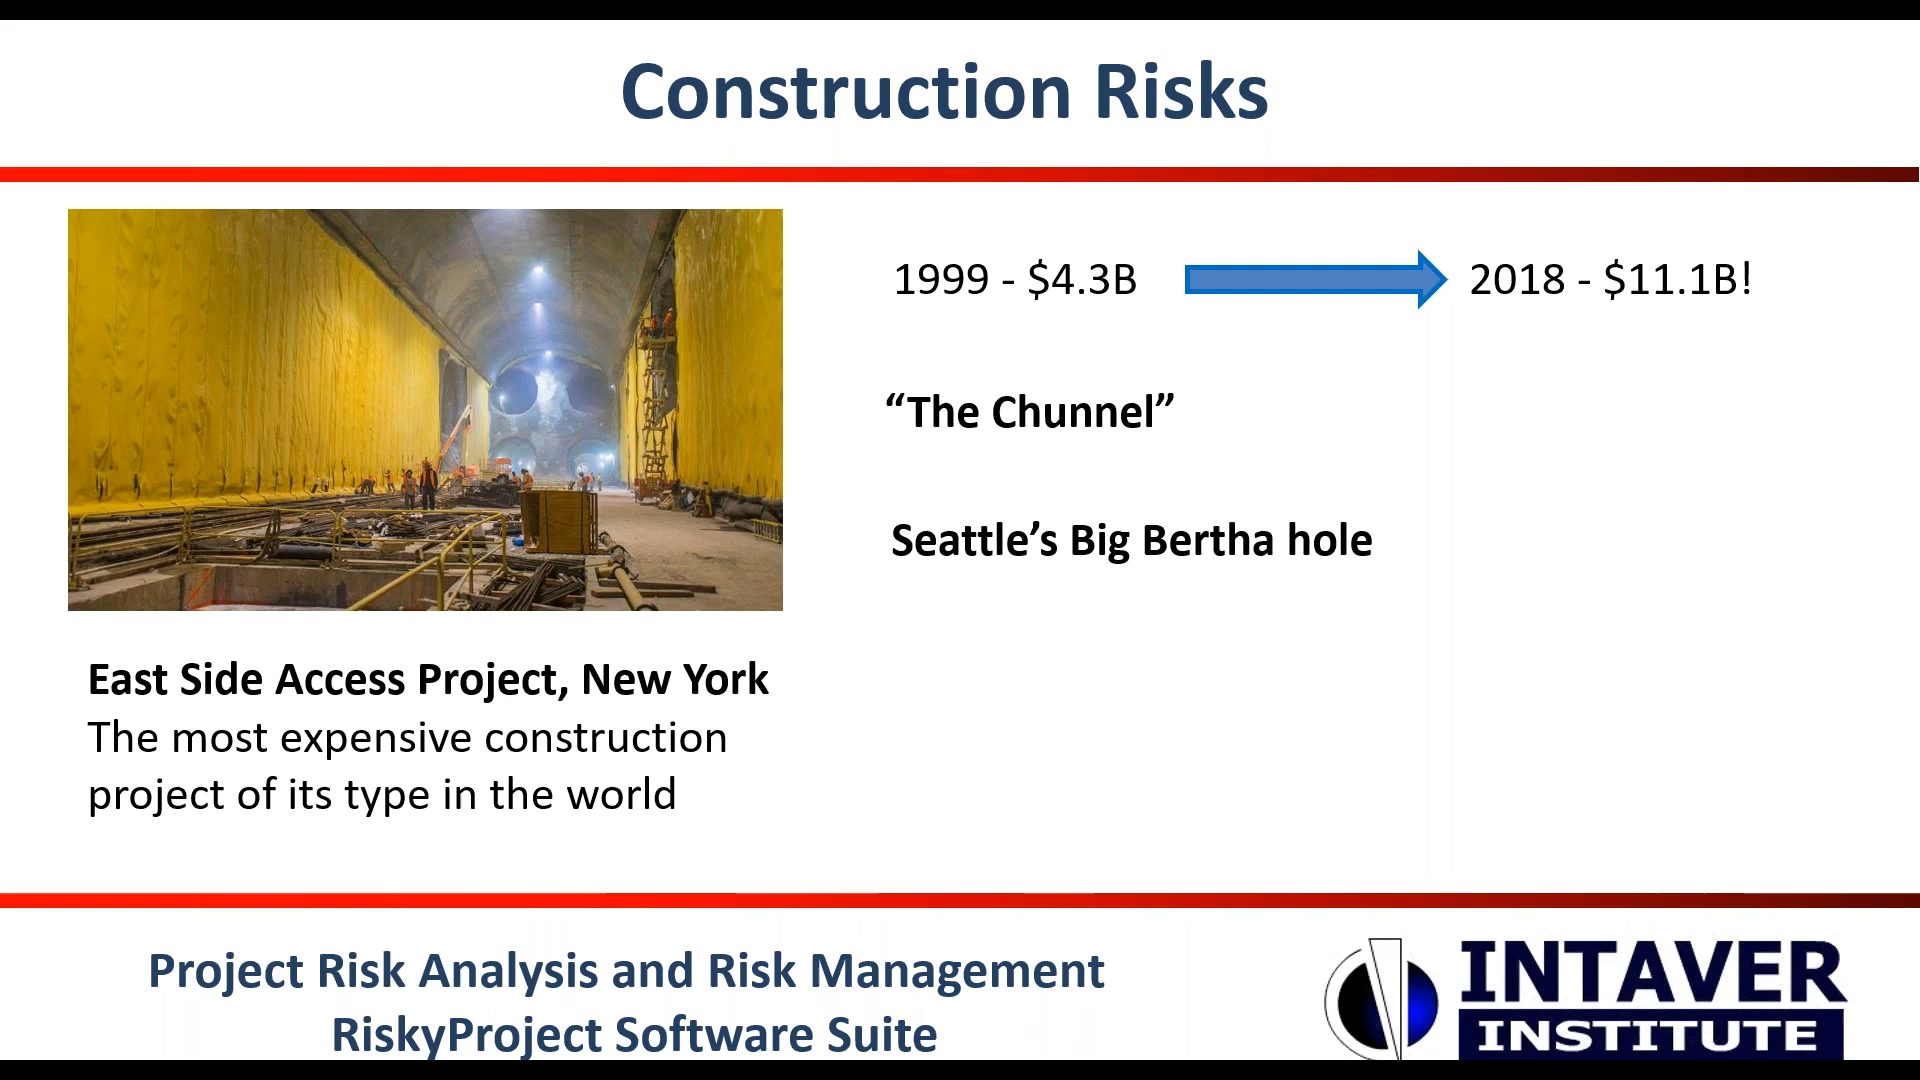 Construction Risks
1999 - $4.3B
2018 - $11.1B!
“The Chunnel”
Seattle’s Big Bertha hole
East Side Access Project, New York
The most expensive construction
project of its type in the world
Project Risk Analysis and Risk Management
RiskyProject Software Suite
INTAVER
INSTITUTE